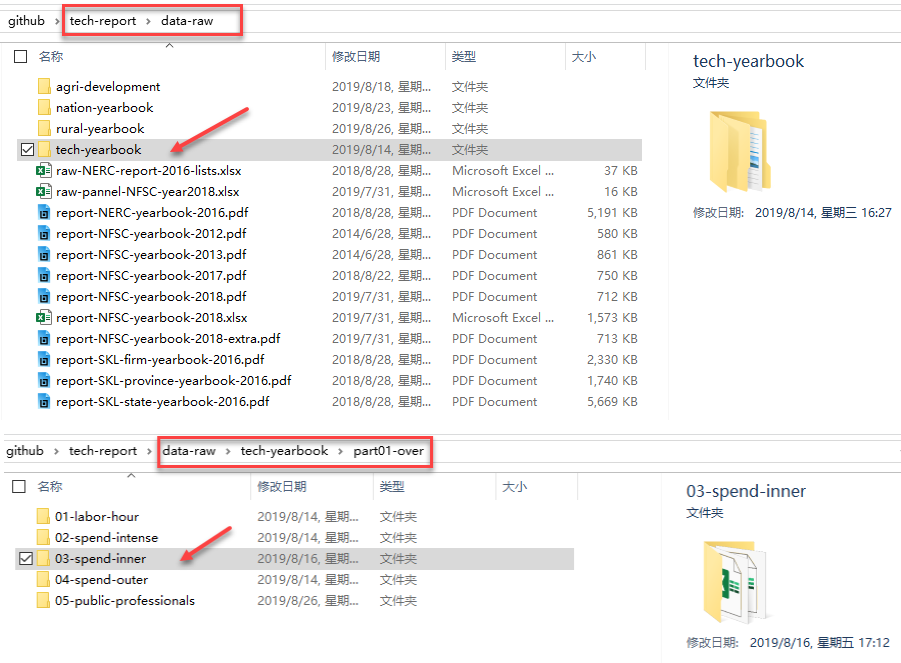 github › tech-report › data-raw
名称 修改日期 类型 大小
agri-development 2019/8/18, 星期... 文件夹
nation-yearbook 2019/8/23, 星期... 文件夹
rural-yearbook 2019/8/26, 星期... 文件夹
tech-yearbook 2019/8/14, 星期... 文件夹
raw-NERC-report-2016-lists.xlsx 2018/8/28, 星期... Microsoft Excel ... 37 KB
raw-pannel-NFSC-year2018.xlsx 2019/7/31, 星期... Microsoft Excel ... 16 KB
report-NERC-yearbook-2016.pdf 2018/8/28, 星期... PDF Document 5,191 KB
report-NFSC-yearbook-2012.pdf 2014/6/28, 星期... PDF Document 580 KB
report-NFSC-yearbook-2013.pdf 2014/6/28, 星期... PDF Document 861 KB
report-NFSC-yearbook-2017.pdf 2018/8/22, 星期... PDF Document 750 KB
report-NFSC-yearbook-2018.pdf 2019/7/31, 星期... PDF Document 712 KB
report-NFSC-yearbook-2018.xlsx 2019/7/31, 星期... Microsoft Excel ... 1,573 KB
report-NFSC-yearbook-2018-extra.pdf 2019/7/31, 星期... PDF Document 713 KB
report-SKL-firm-yearbook-2016.pdf 2018/8/28, 星期... PDF Document 2,330 KB
report-SKL-province-yearbook-2016.pdf 2018/8/28, 星期... PDF Document 1,740 KB
report-SKL-state-yearbook-2016.pdf 2018/8/28, 星期... PDF Document 5,669 KB
tech-yearbook
文件夹
修改日期: 2019/8/14, 星期三 16:27
github › tech-report › data-raw › tech-yearbook › part01-over
名称 修改日期 类型 大小
01-labor-hour 2019/8/14, 星期... 文件夹
02-spend-intense 2019/8/14, 星期... 文件夹
03-spend-inner 2019/8/16, 星期... 文件夹
04-spend-outer 2019/8/14, 星期... 文件夹
05-public-professionals 2019/8/26, 星期... 文件夹
03-spend-inner
文件夹
修改日期: 2019/8/16, 星期五 17:12